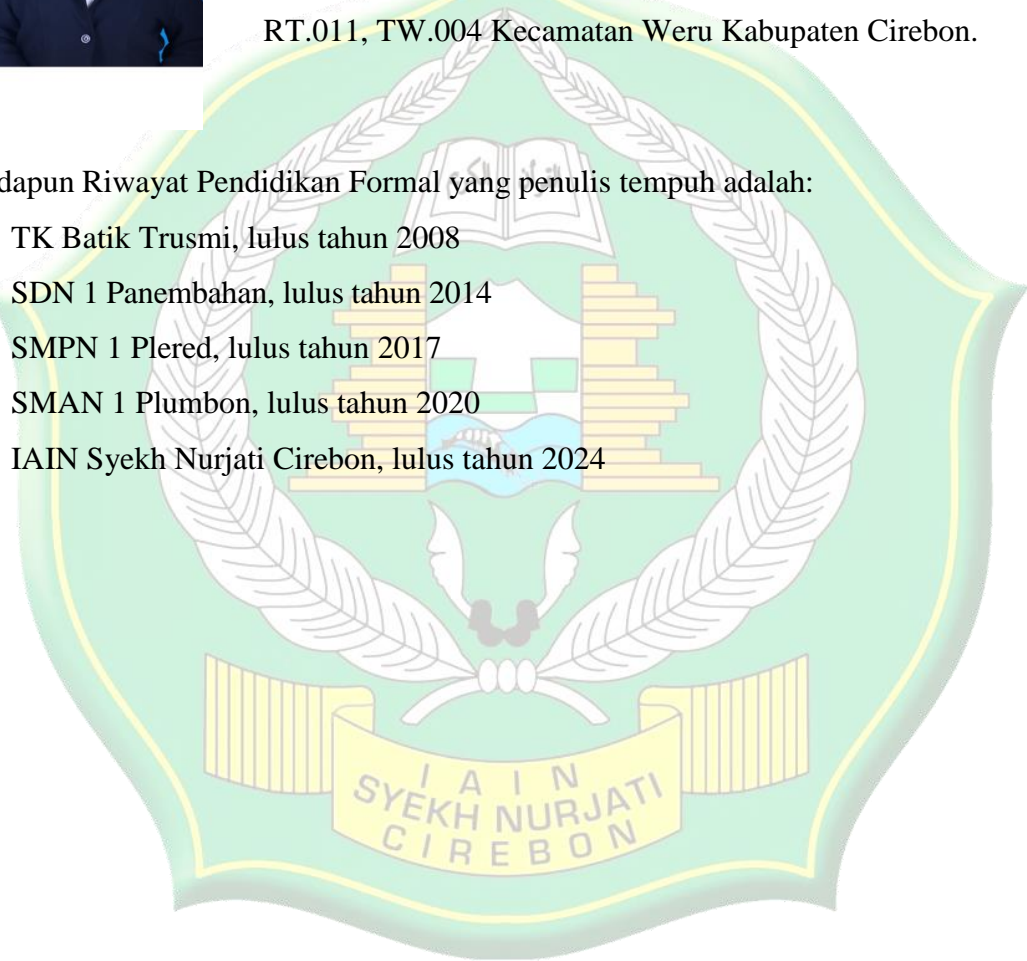 RT.011, TW.004 Kecamatan Weru Kabupaten Cirebon.
dapun Riwayat Pendidikan Formal yang penulis tempuh adalah:
TK Batik Trusmi, lulus tahun 2008
SDN 1 Panembahan, lulus tahun 2014
SMPN 1 Plered, lulus tahun 2017
SMAN 1 Plumbon, lulus tahun 2020
IAIN Syekh Nurjati Cirebon, lulus tahun 2024
IAIN
SYEKH NURJATI
CIREBON